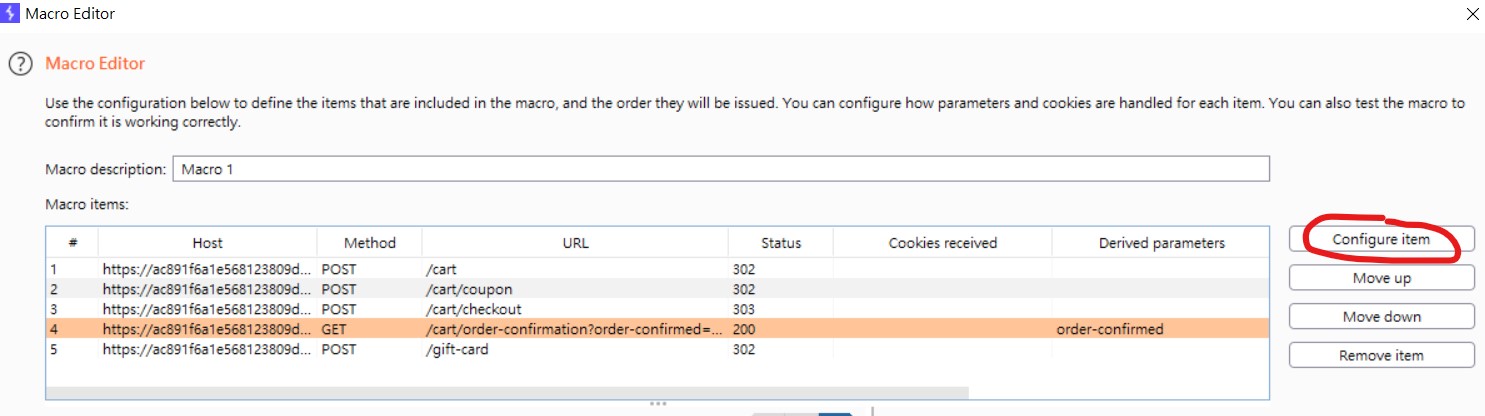 Macro Editor
? Macro Editor
Use the configuration below to define the items that are included in the macro, and the order they will be issued. You can configure how parameters and cookies are handled for each item. You can also test the macro to
confirm it is working correctly.
Macro description: Macro 1
Macro items:
# Host Method URL Status Cookies received Derived parameters
1 https://ac891f6a1e568123809d... POST /cart 302
2 https://ac891f6a1e568123809d... POST /cart/coupon 302
3 https://ac891f6a1e568123809d... POST /cart/checkout 303
4 https://ac891f6a1e568123809d... GET /cart/order-confirmation?order-confirmed=... 200 order-confirmed
5 https://ac891f6a1e568123809d... POST /gift-card 302
Configure item
Move up
Move down
Remove item